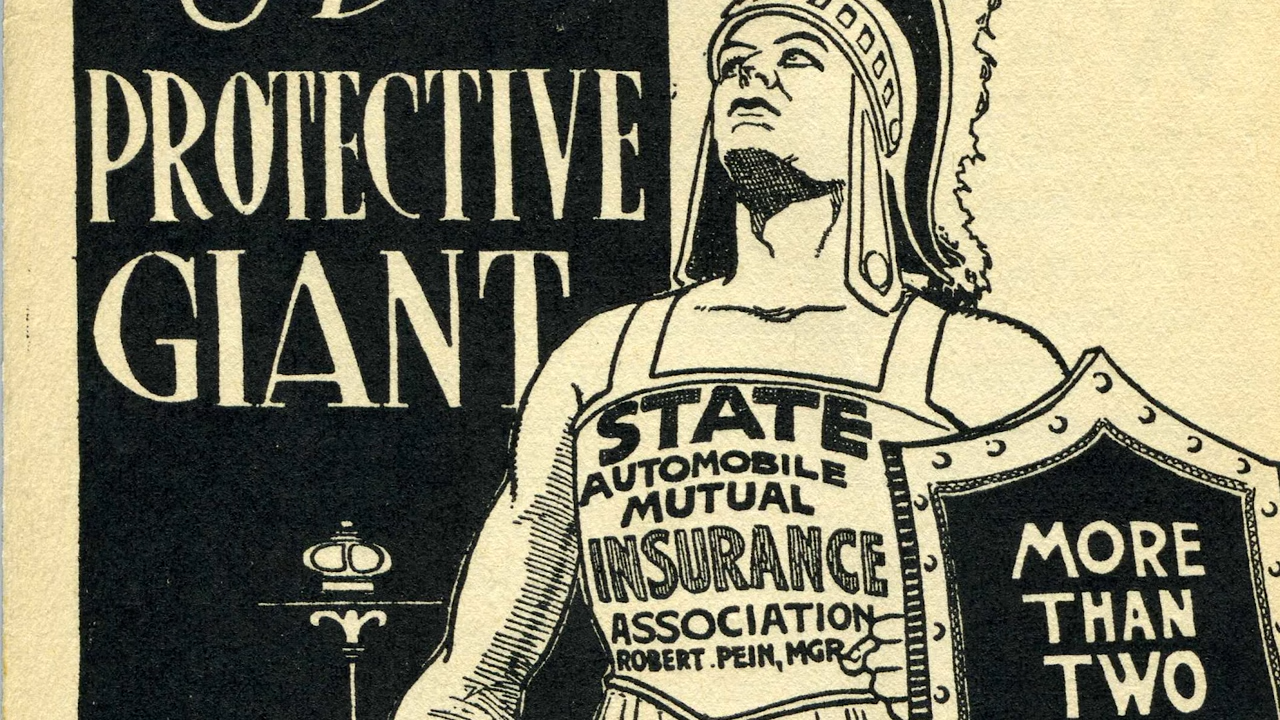 PROTECTIVE
GIANT
STATE
AUTOMOBILE
MUTUAL
INSURANCE
ASSOCIATION
ROBERT. PEIN, MGR.
MORE
THAN
TWO